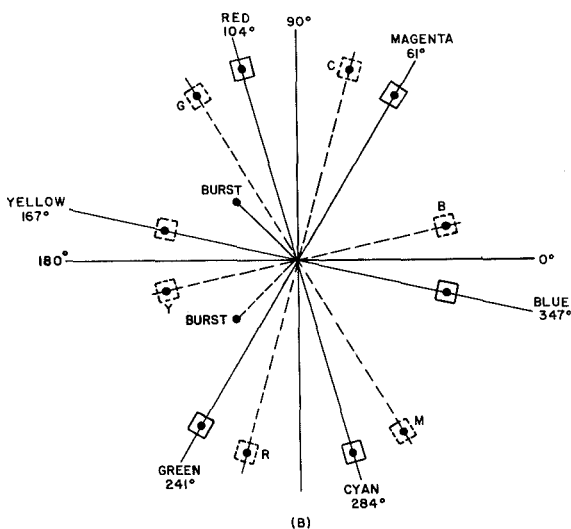 RED
104°
90°
MAGENTA
61°
C
G
YELLOW
167°
BURST
B
180°
0°
Y
BURST
BLUE
347°
M
R
GREEN
241°
CYAN
284°
(B)